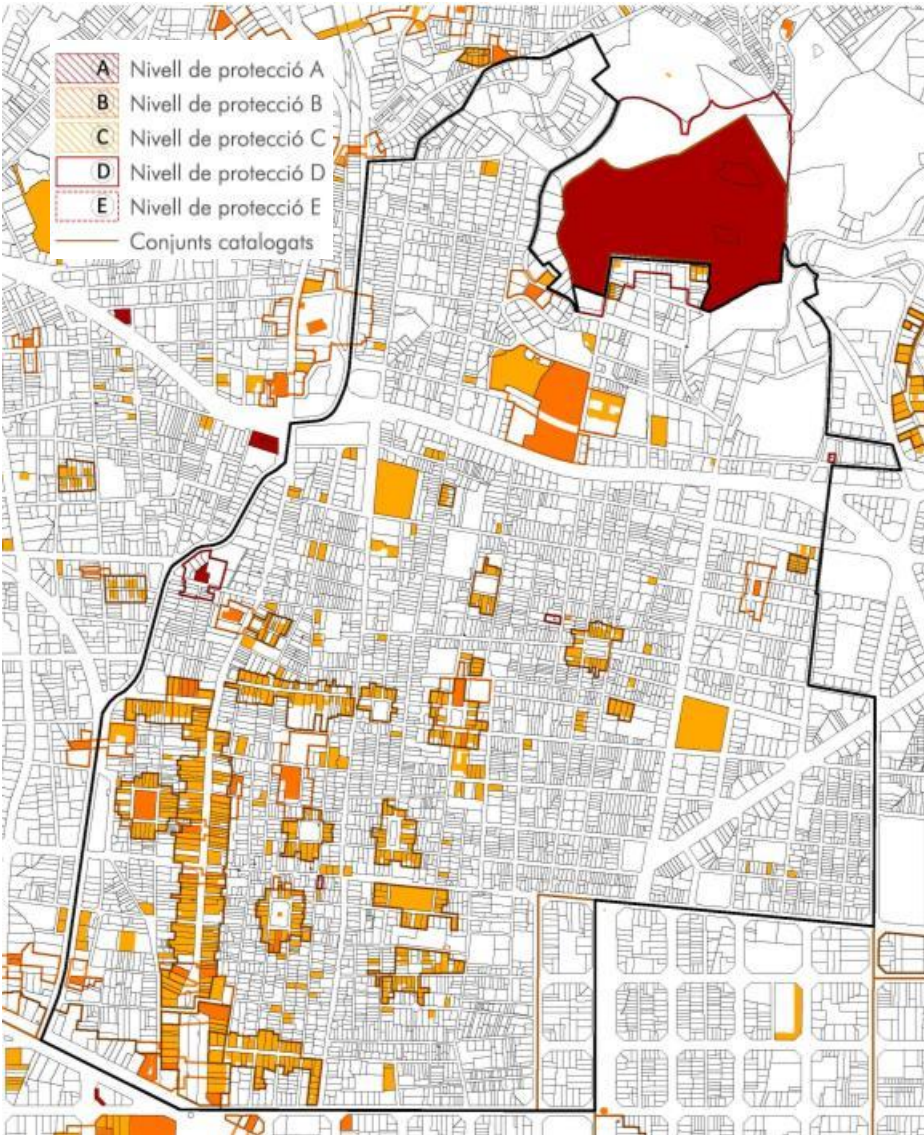 A Nivell de protecció A
B Nivell de protecció B
C Nivell de protecció C
D Nivell de protecció D
E Nivell de protecció E
Conjunts catalogats